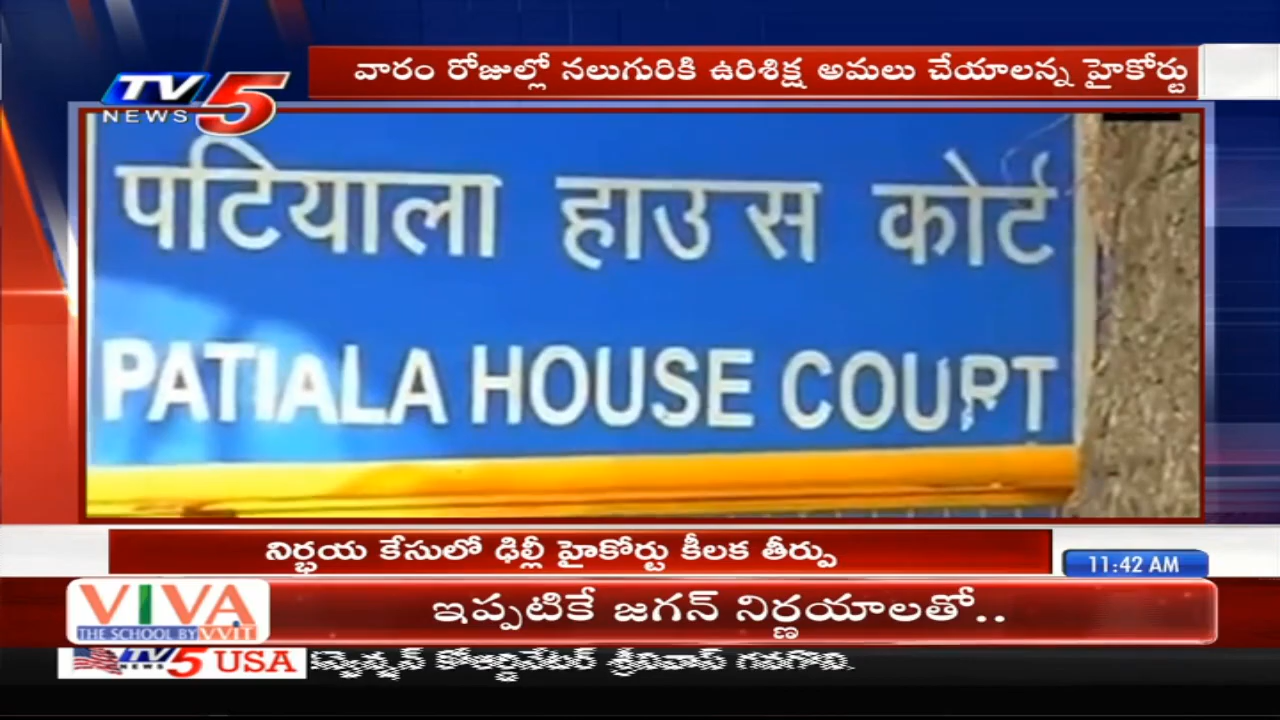 వారం రోజుల్లో నలుగురికి ఉరిశిక్ష అమలు చేయాలన్న హైకోర్టు
TV5
NEWS
पटियाला हाउस कोर्ट
PATIALA HOUSE COURT
నిర్భయ కేసులో ఢిల్లీ హైకోర్టు కీలక తీర్పు
11:42 AM
VIVA
THE SCHOOL BY VVIT
ఇప్పటికే జగన్ నిర్ణయాలతో..
TV5 NEWS USA